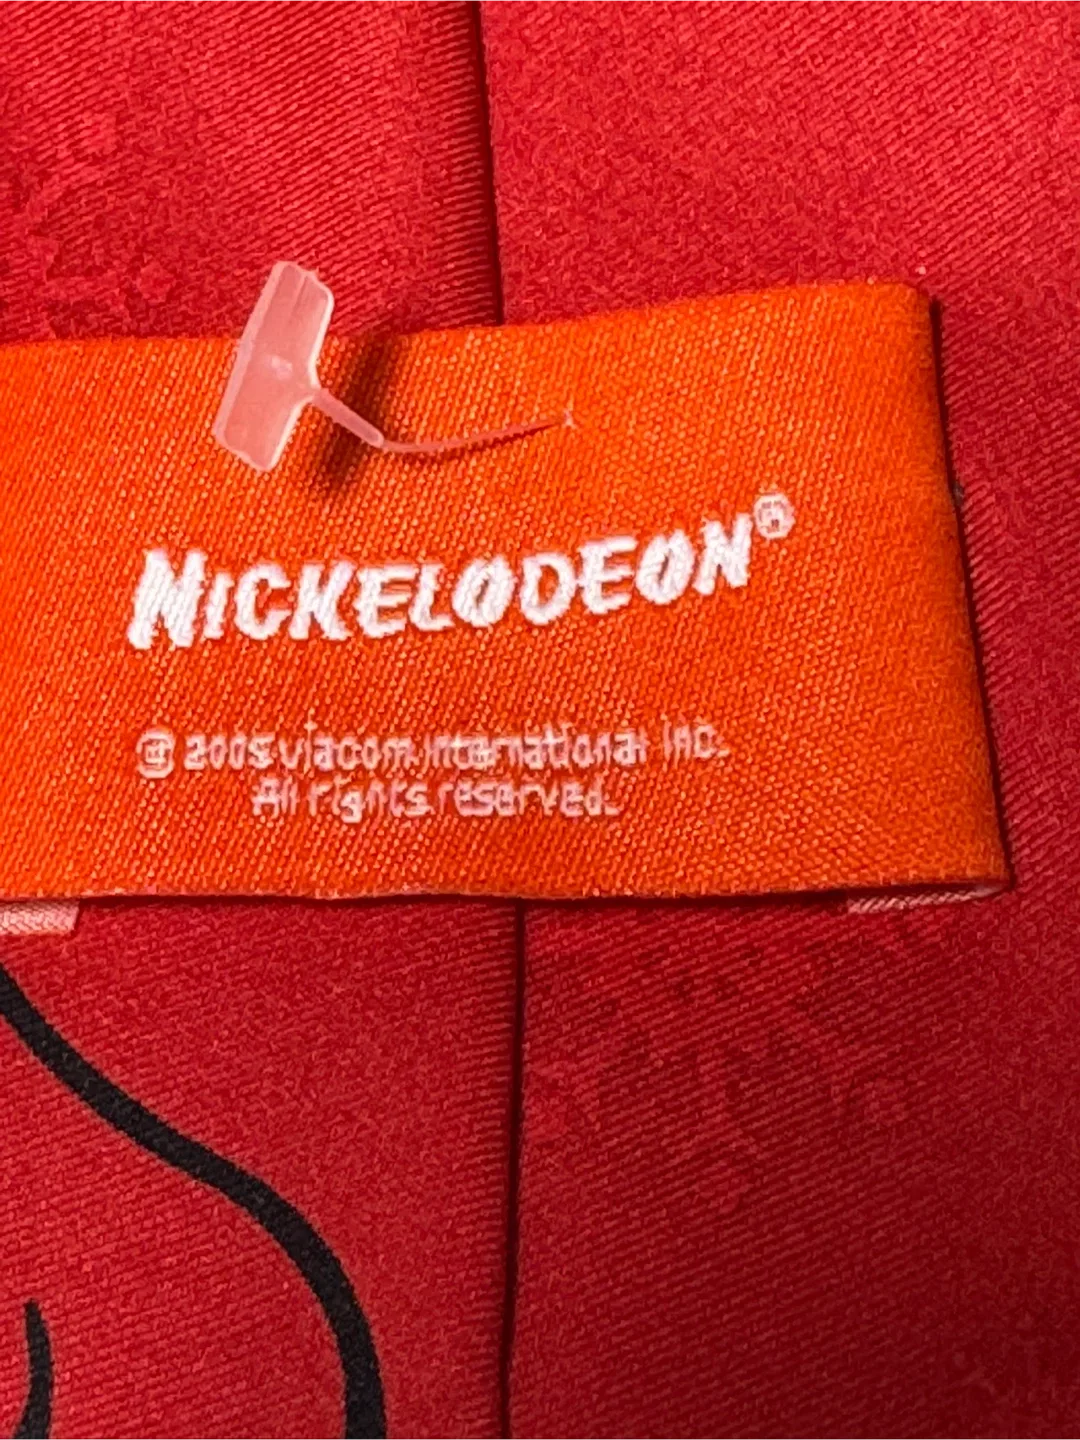 NICKELODEON®
© 2005 viacom international inc.
All rights reserved.